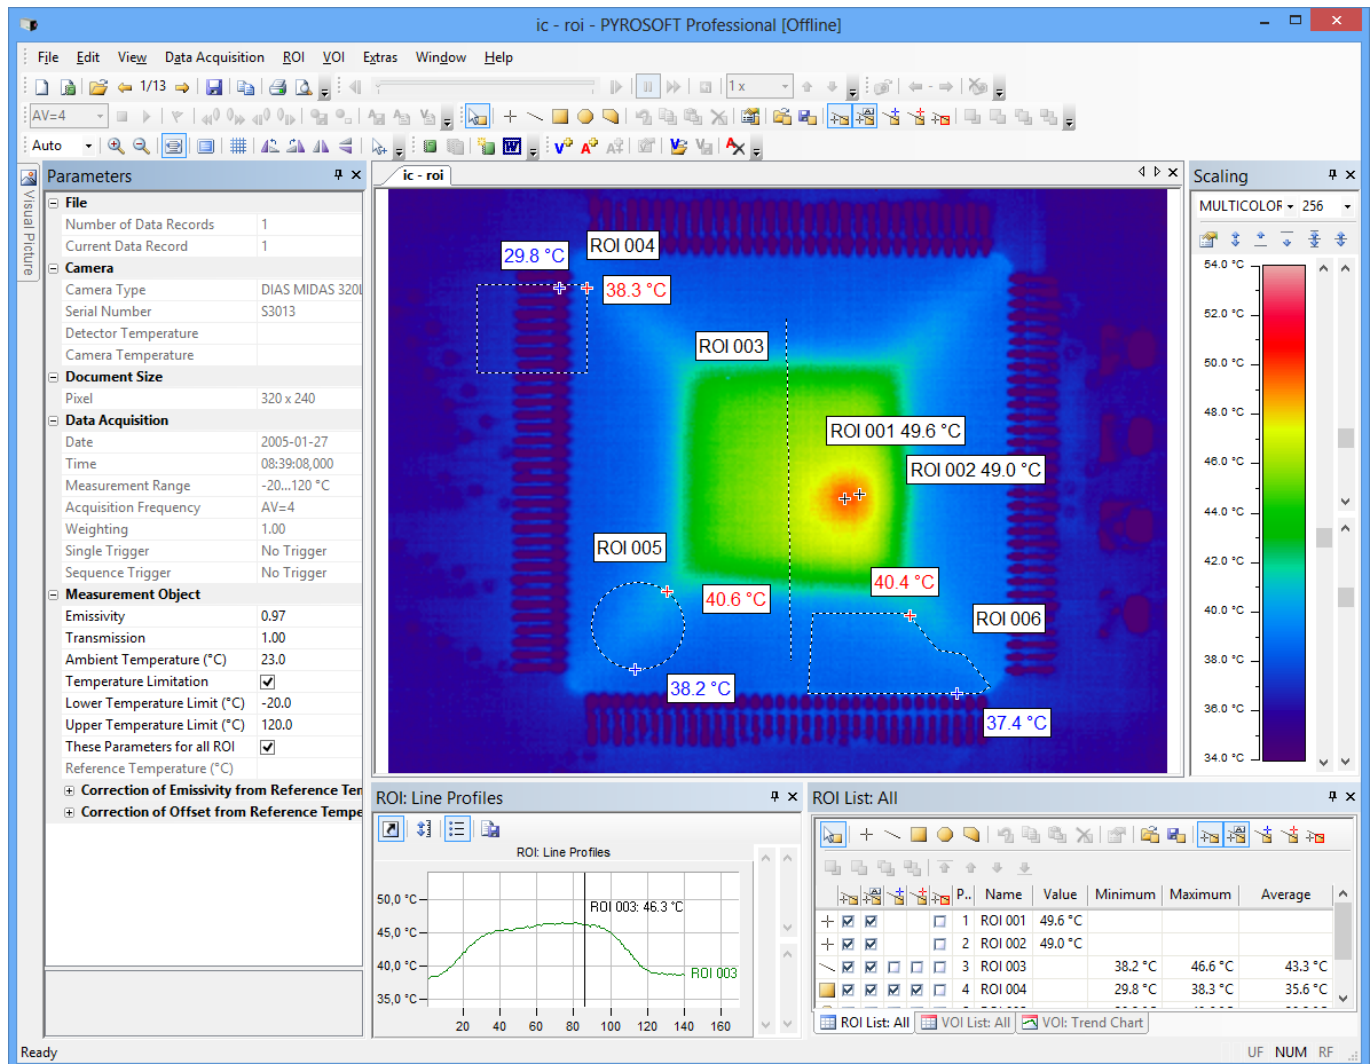 ic - roi - PYROSOFT Professional [Offline]
File Edit View Data Acquisition ROI VOI Extras Window Help
1/13 1 x
AV=4
Auto
Visual Picture
Parameters
File
Number of Data Records 1
Current Data Record 1
Camera
Camera Type DIAS MIDAS 320L
Serial Number S3013
Detector Temperature
Camera Temperature
Document Size
Pixel 320 x 240
Data Acquisition
Date 2005-01-27
Time 08:39:08,000
Measurement Range -20...120 °C
Acquisition Frequency AV=4
Weighting 1.00
Single Trigger No Trigger
Sequence Trigger No Trigger
Measurement Object
Emissivity 0.97
Transmission 1.00
Ambient Temperature (°C) 23.0
Temperature Limitation
Lower Temperature Limit (°C) -20.0
Upper Temperature Limit (°C) 120.0
These Parameters for all ROI
Reference Temperature (°C)
Correction of Emissivity from Reference Ten
Correction of Offset from Reference Tempe
ic - roi
29.8 °C
ROI 004
38.3 °C
ROI 003
ROI 001 49.6 °C
ROI 002 49.0 °C
ROI 005
40.6 °C
40.4 °C
ROI 006
38.2 °C
37.4 °C
Scaling
MULTICOLOR 256
54.0 °C
52.0 °C
50.0 °C
48.0 °C
46.0 °C
44.0 °C
42.0 °C
40.0 °C
38.0 °C
36.0 °C
34.0 °C
ROI: Line Profiles
ROI: Line Profiles
50,0 °C
45,0 °C
40,0 °C
35,0 °C
ROI 003: 46.3 °C
ROI 003
20 40 60 80 100 120 140 160
ROI List: All
P.. Name Value Minimum Maximum Average
1 ROI 001 49.6 °C
2 ROI 002 49.0 °C
3 ROI 003 38.2 °C 46.6 °C 43.3 °C
4 ROI 004 29.8 °C 38.3 °C 35.6 °C
ROI List: All VOI List: All VOI: Trend Chart
Ready UF NUM RF